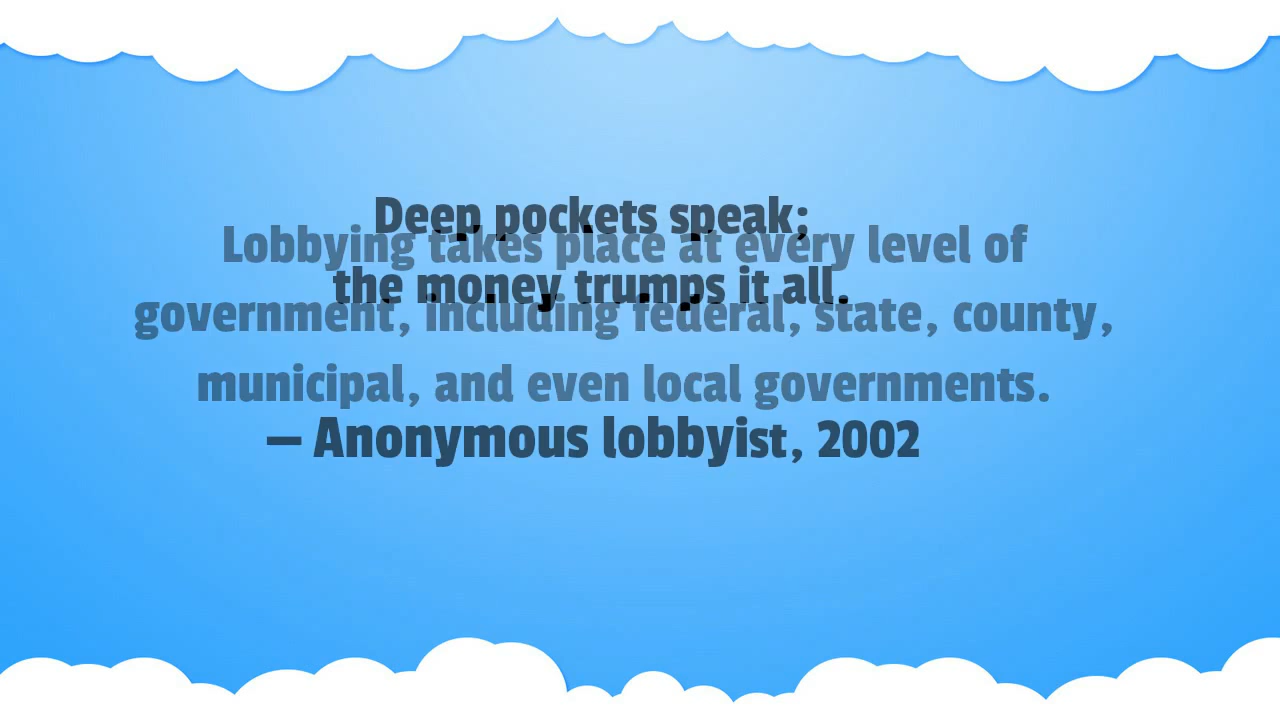 Deep pockets speak;
the money trumps it all.
— Anonymous lobbyist, 2002
Lobbying takes place at every level of
government, including federal, state, county,
municipal, and even local governments.